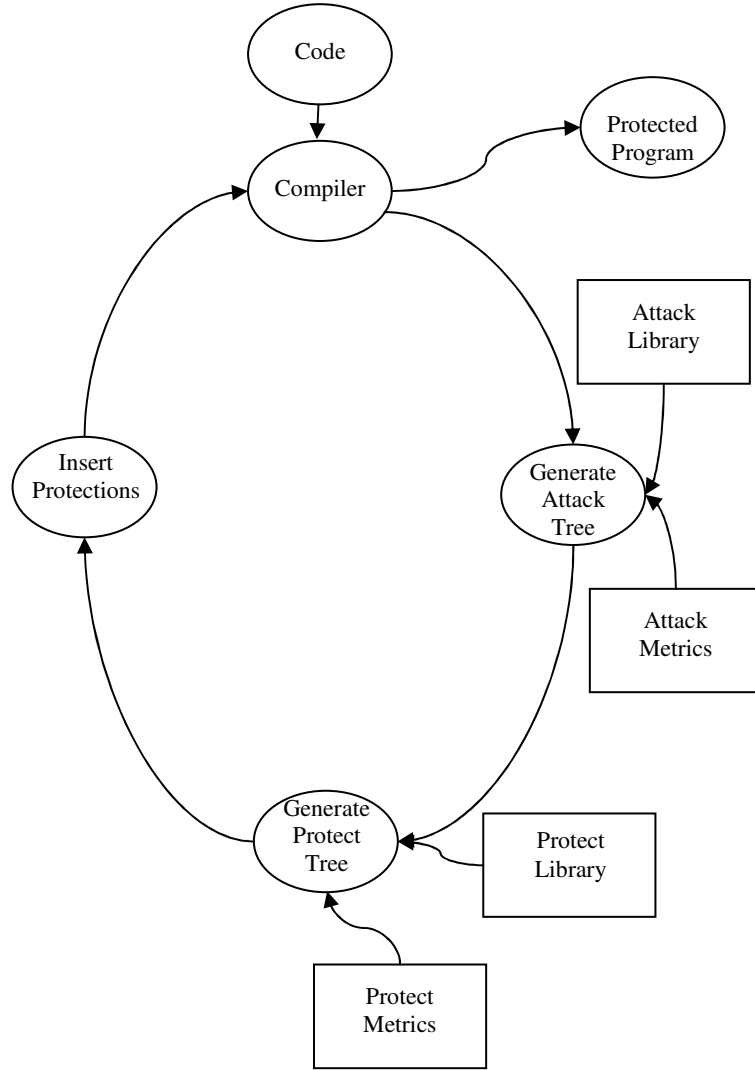 Code
Protected
Program
Compiler
Attack
Library
Insert
Protections
Generate
Attack
Tree
Attack
Metrics
Generate
Protect
Tree
Protect
Library
Protect
Metrics